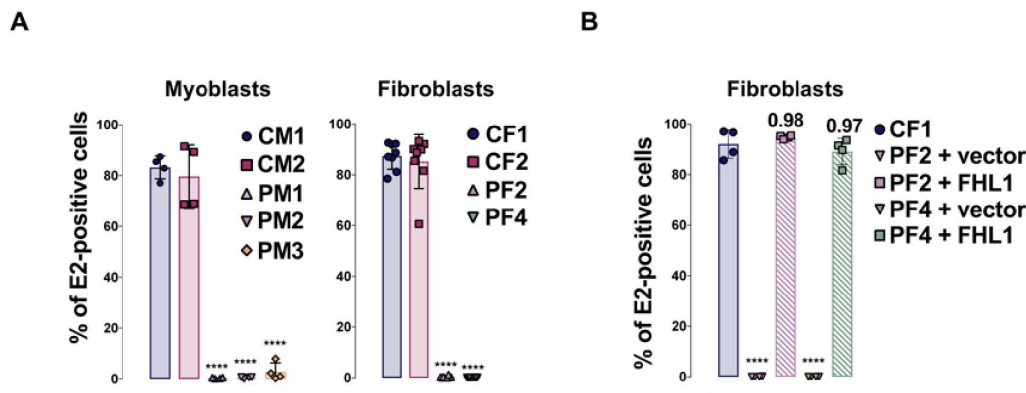 A
B
Myoblasts
Fibroblasts
Fibroblasts
% of E2-positive cells
100
80
60
40
20
0
**** **** ****
CM1
CM2
PM1
PM2
PM3
100
80
60
40
20
0
**** ****
CF1
CF2
PF2
PF4
% of E2-positive cells
100
80
60
40
20
0
0.98 0.97
**** ****
CF1
PF2 + vector
PF2 + FHL1
PF4 + vector
PF4 + FHL1